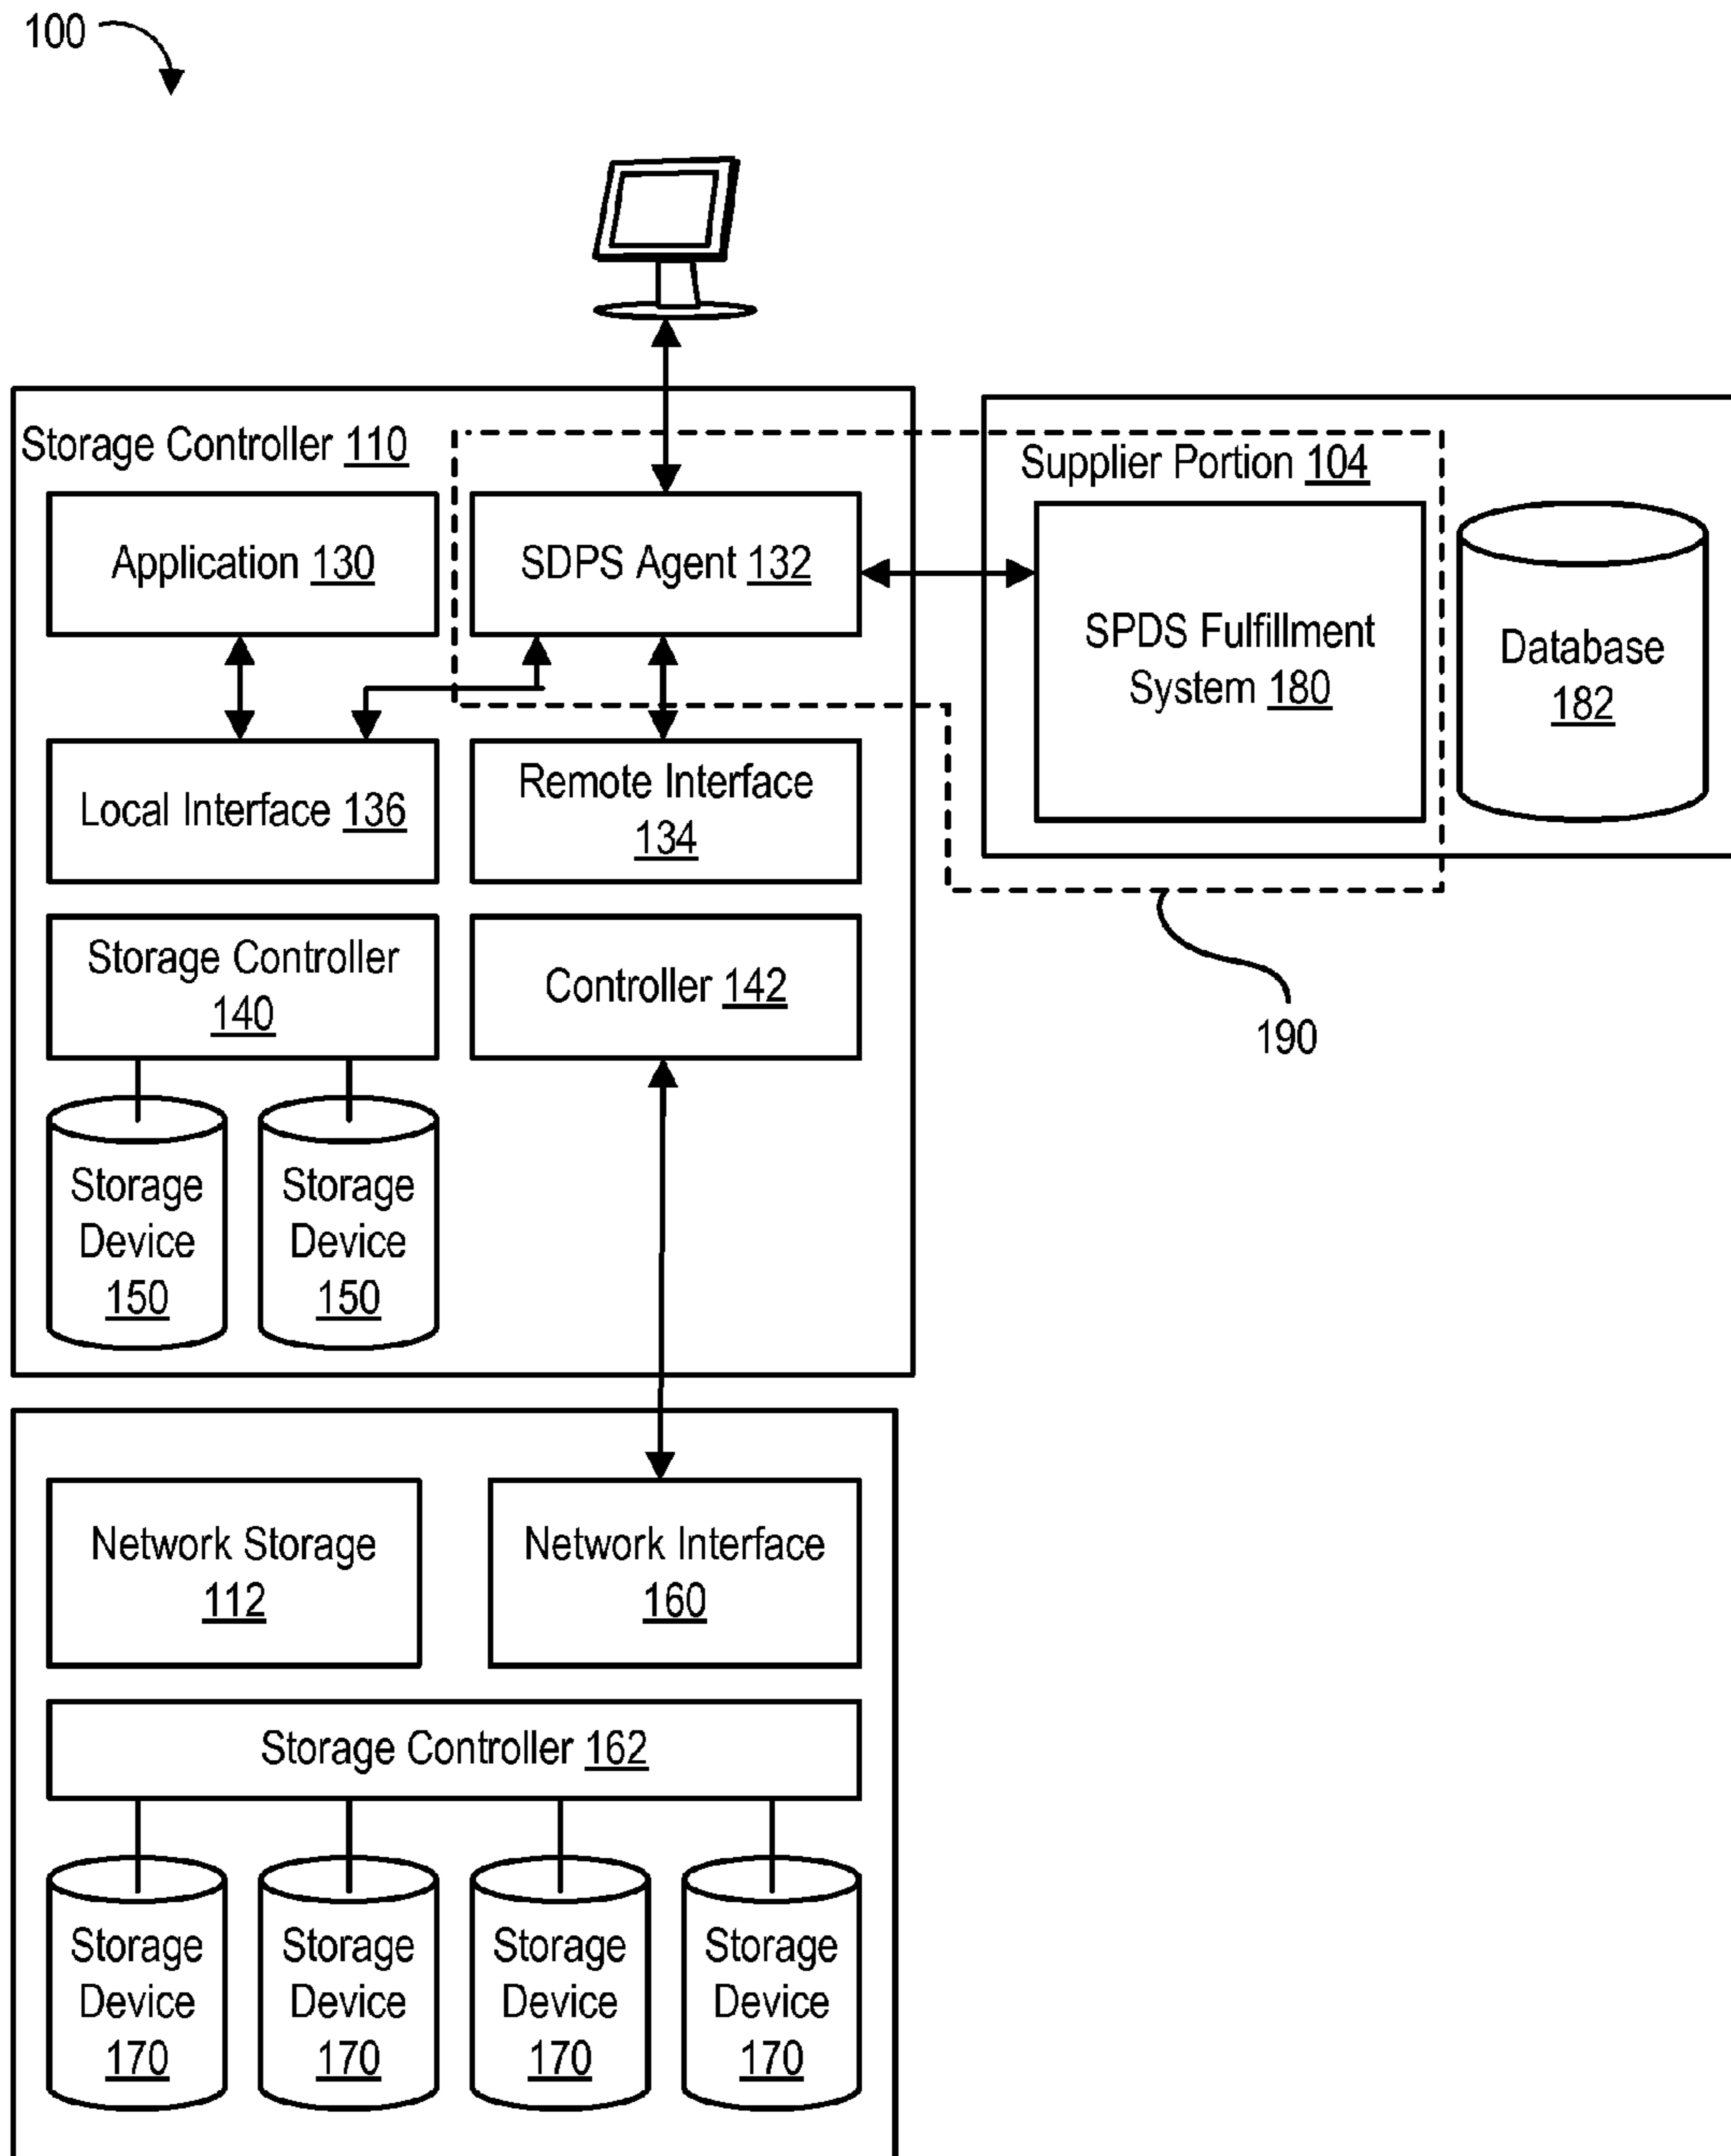 100
Storage Controller 110
Supplier Portion 104
Application 130
SDPS Agent 132
SPDS Fulfillment
System 180
Database
182
Local Interface 136
Remote Interface
134
Storage Controller
140
Controller 142
190
Storage
Device
150
Storage
Device
150
Network Storage
112
Network Interface
160
Storage Controller 162
Storage
Device
170
Storage
Device
170
Storage
Device
170
Storage
Device
170